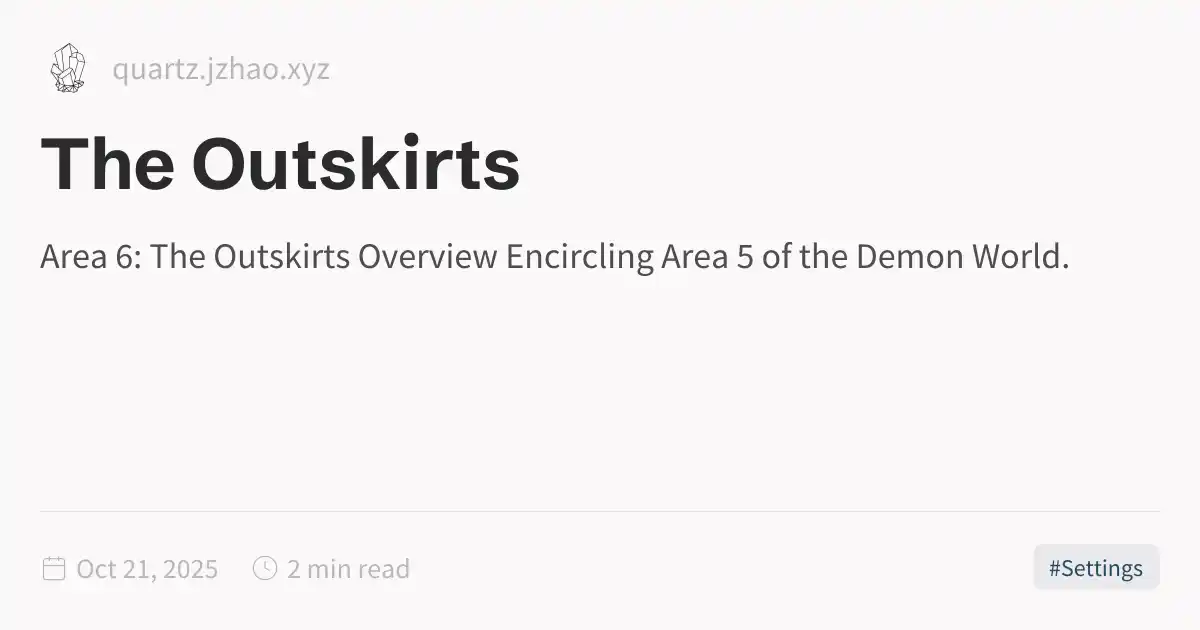 quartz.jzhao.xyz
The Outskirts
Area 6: The Outskirts Overview Encircling Area 5 of the Demon World.
Oct 21, 2025 2 min read #Settings